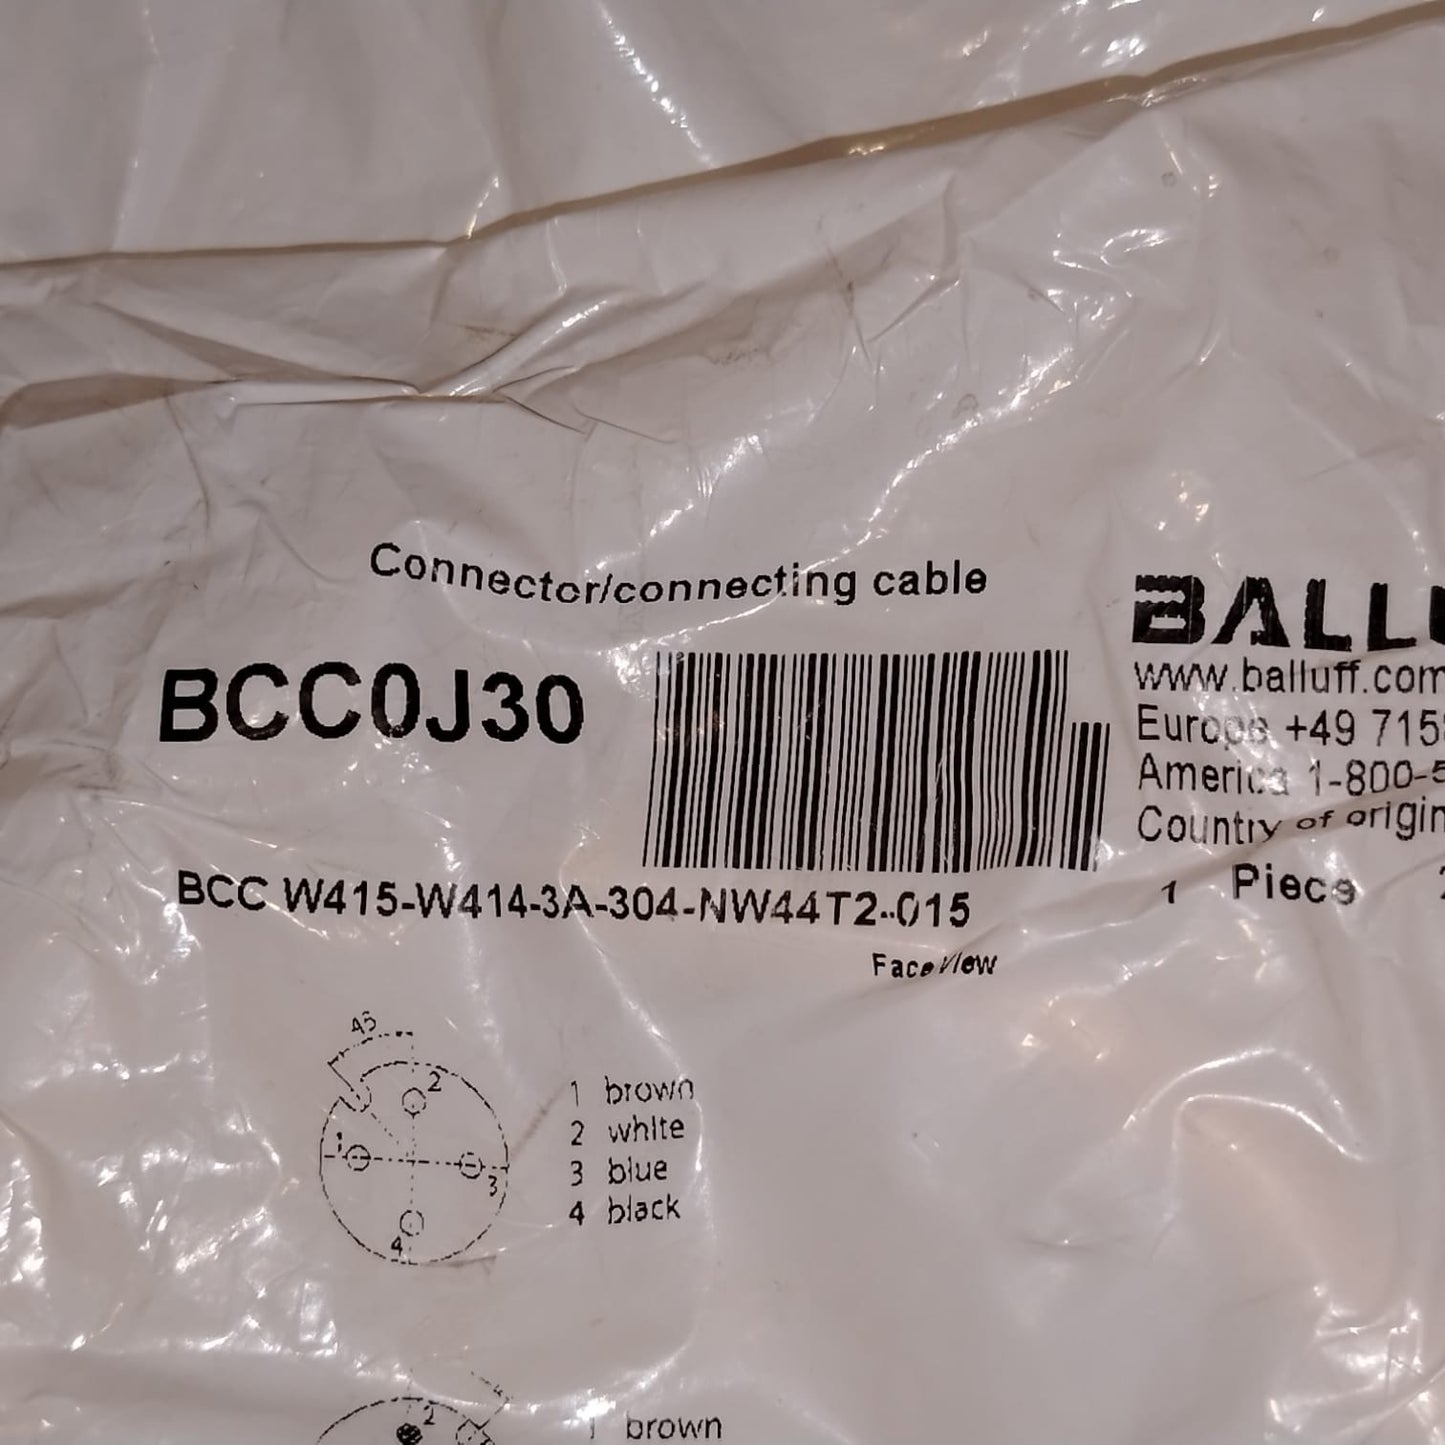 Connector/connecting cable
BCC0J30
BCC W415-W414-3A-304-NW44T2-015
Face View
BALLU
www.balluff.com
Europe +49 715
America 1-800-5
Country of origin
1 Piece
45
2
1
3
4
1 brown
2 white
3 blue
4 black
2
1 brown